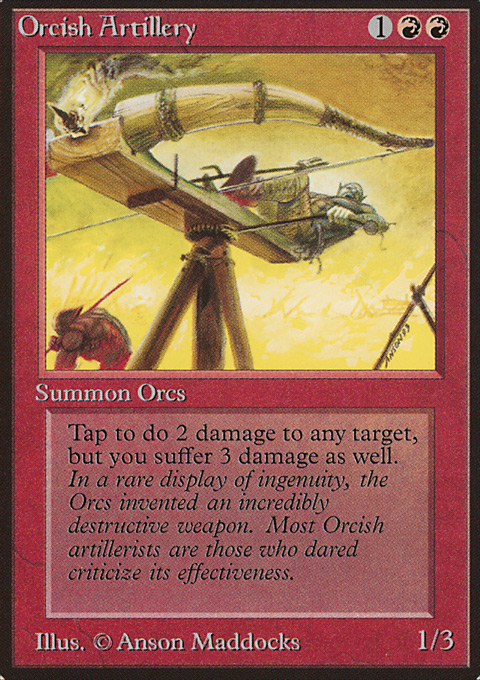 Orcish Artillery 1
ANSON93
Summon Orcs
Tap to do 2 damage to any target,
but you suffer 3 damage as well.
In a rare display of ingenuity, the
Orcs invented an incredibly
destructive weapon. Most Orcish
artillerists are those who dared
criticize its effectiveness.
Illus. © Anson Maddocks 1/3